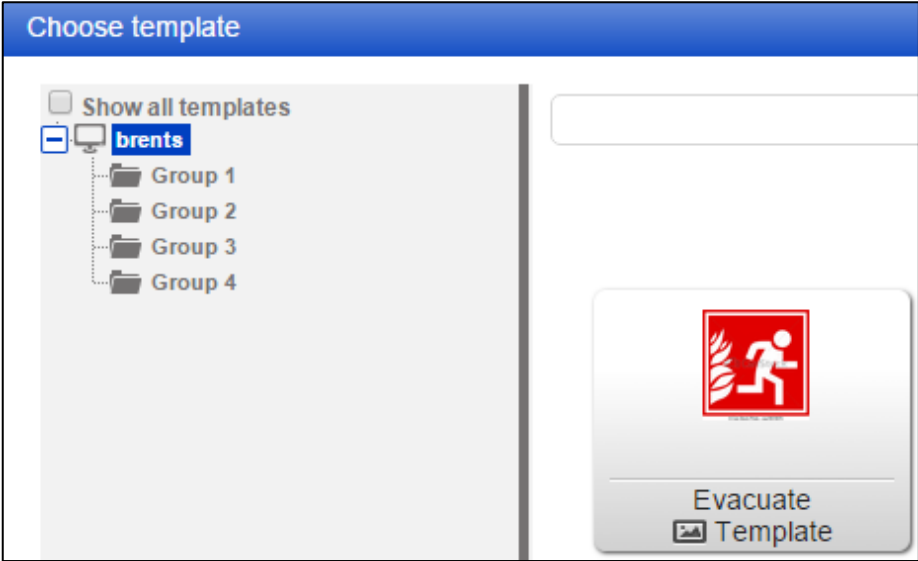 Choose template
Show all templates
brents
Group 1
Group 2
Group 3
Group 4
Evacuate
Template